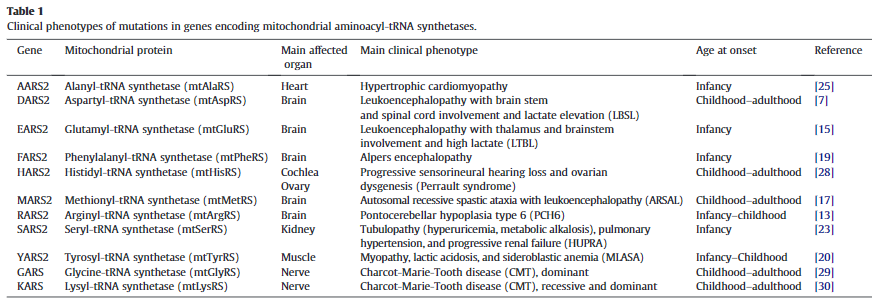 Table 1
Clinical phenotypes of mutations in genes encoding mitochondrial aminoacyl-tRNA synthetases.
Gene Mitochondrial protein Main affected organ Main clinical phenotype Age at onset Reference
AARS2 Alanyl-tRNA synthetase (mtAlaRS) Heart Hypertrophic cardiomyopathy Infancy [25]
DARS2 Aspartyl-tRNA synthetase (mtAspRS) Brain Leukoencephalopathy with brain stem Childhood–adulthood [7]
and spinal cord involvement and lactate elevation (LBSL)
EARS2 Glutamyl-tRNA synthetase (mtGluRS) Brain Leukoencephalopathy with thalamus and brainstem Infancy [15]
involvement and high lactate (LTBL)
FARS2 Phenylalanyl-tRNA synthetase (mtPheRS) Brain Alpers encephalopathy Infancy [19]
HARS2 Histidyl-tRNA synthetase (mtHisRS) Cochlea Progressive sensorineural hearing loss and ovarian Childhood–adulthood [28]
Ovary dysgenesis (Perrault syndrome)
MARS2 Methionyl-tRNA synthetase (mtMetRS) Brain Autosomal recessive spastic ataxia with leukoencephalopathy (ARSAL) Childhood–adulthood [17]
RARS2 Arginyl-tRNA synthetase (mtArgRS) Brain Pontocerebellar hypoplasia type 6 (PCH6) Infancy–childhood [13]
SARS2 Seryl-tRNA synthetase (mtSerRS) Kidney Tubulopathy (hyperuricemia, metabolic alkalosis), pulmonary Infancy [23]
hypertension, and progressive renal failure (HUPRA)
YARS2 Tyrosyl-tRNA synthetase (mtTyrRS) Muscle Myopathy, lactic acidosis, and sideroblastic anemia (MLASA) Infancy–Childhood [20]
GARS Glycine-tRNA synthetase (mtGlyRS) Nerve Charcot-Marie-Tooth disease (CMT), dominant Childhood–adulthood [29]
KARS Lysyl-tRNA synthetase (mtLysRS) Nerve Charcot-Marie-Tooth disease (CMT), recessive and dominant Childhood–adulthood [30]